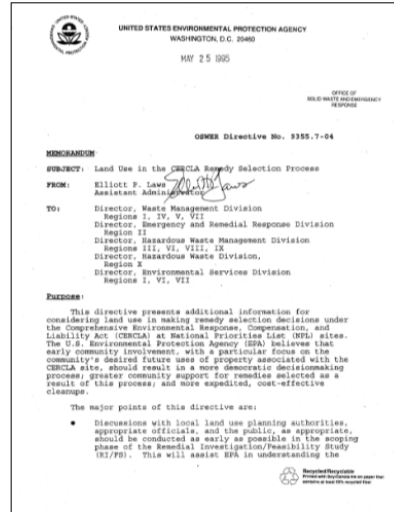 UNITED STATES ENVIRONMENTAL PROTECTION AGENCY
WASHINGTON, D.C. 20460
MAY 25 1995
OFFICE OF
SOLID WASTE AND EMERGENCY
RESPONSE
OSWER Directive No. 9355.7-04
MEMORANDUM
SUBJECT: Land Use in the CERCLA Remedy Selection Process
FROM: Elliott P. Laws
Assistant Administrator
TO: Director, Waste Management Division
Regions I, IV, V, VII
Director, Emergency and Remedial Response Division
Region II
Director, Hazardous Waste Management Division
Regions III, VI, VIII, IX
Director, Hazardous Waste Division,
Region X
Director, Environmental Services Division
Regions I, VI, VII
Purpose:
This directive presents additional information for
considering land use in making remedy selection decisions under
the Comprehensive Environmental Response, Compensation, and
Liability Act (CERCLA) at National Priorities List (NPL) sites.
The U.S. Environmental Protection Agency (EPA) believes that
early community involvement, with a particular focus on the
community's desired future uses of property associated with the
CERCLA site, should result in a more democratic decisionmaking
process; greater community support for remedies selected as a
result of this process; and more expedited, cost-effective
cleanups.
The major points of this directive are:
• Discussions with local land use planning authorities,
appropriate officials, and the public, as appropriate,
should be conducted as early as possible in the scoping
phase of the Remedial Investigation/Feasibility Study
(RI/FS). This will assist EPA in understanding the
Recycled/Recyclable